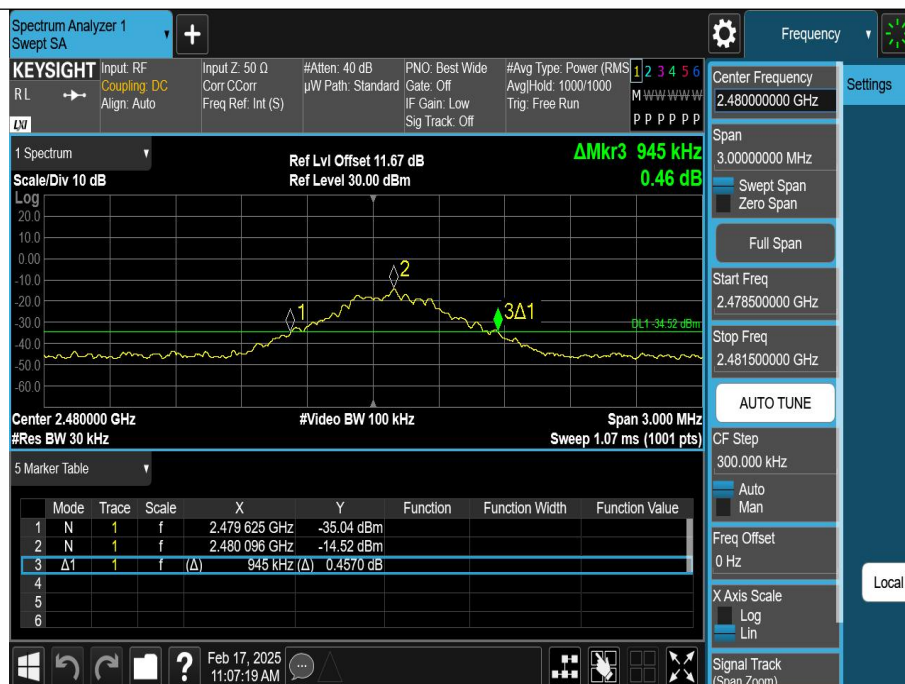 Spectrum Analyzer 1
Swept SA
+
Frequency
KEYSIGHT
RL
LXI
Input: RF
Coupling: DC
Align: Auto
Input Z: 50 Ω
Corr CCorr
Freq Ref: Int (S)
#Atten: 40 dB
µW Path: Standard
PNO: Best Wide
Gate: Off
IF Gain: Low
Sig Track: Off
#Avg Type: Power (RMS
Avg|Hold: 1000/1000
Trig: Free Run
1 2 3 4 5 6
M W W W W W
P P P P P P
1 Spectrum
Scale/Div 10 dB
Ref Lvl Offset 11.67 dB
Ref Level 30.00 dBm
ΔMkr3 945 kHz
0.46 dB
Log
20.0
10.0
0.00
-10.0
-20.0
-30.0
-40.0
-50.0
-60.0
1
2
3Δ1
DL1 -34.52 dBm
Center 2.480000 GHz
#Video BW 100 kHz
Span 3.000 MHz
#Res BW 30 kHz
Sweep 1.07 ms (1001 pts)
5 Marker Table
Mode Trace Scale X Y Function Function Width Function Value
1 N 1 f 2.479 625 GHz -35.04 dBm
2 N 1 f 2.480 096 GHz -14.52 dBm
3 Δ1 1 f (Δ) 945 kHz (Δ) 0.4570 dB
4
5
6
?
Feb 17, 2025
11:07:19 AM
Center Frequency
2.480000000 GHz
Settings
Span
3.00000000 MHz
Swept Span
Zero Span
Full Span
Start Freq
2.478500000 GHz
Stop Freq
2.481500000 GHz
AUTO TUNE
CF Step
300.000 kHz
Auto
Man
Freq Offset
0 Hz
Local
X Axis Scale
Log
Lin
Signal Track
(Span Zoom)